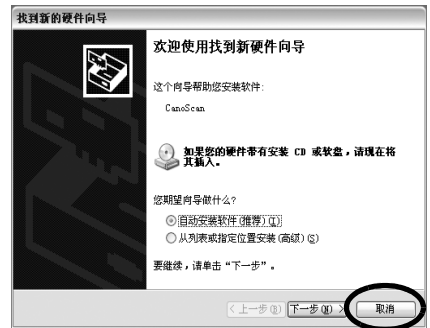 找到新的硬件向导
欢迎使用找到新硬件向导
这个向导帮助您安装软件:
CanoScan
如果您的硬件带有安装 CD 或软盘，请现在将
其插入。
您期望向导做什么?
自动安装软件(推荐)(I)
从列表或指定位置安装(高级)(S)
要继续，请单击“下一步”。
< 上一步(B) 下一步(N) > 取消